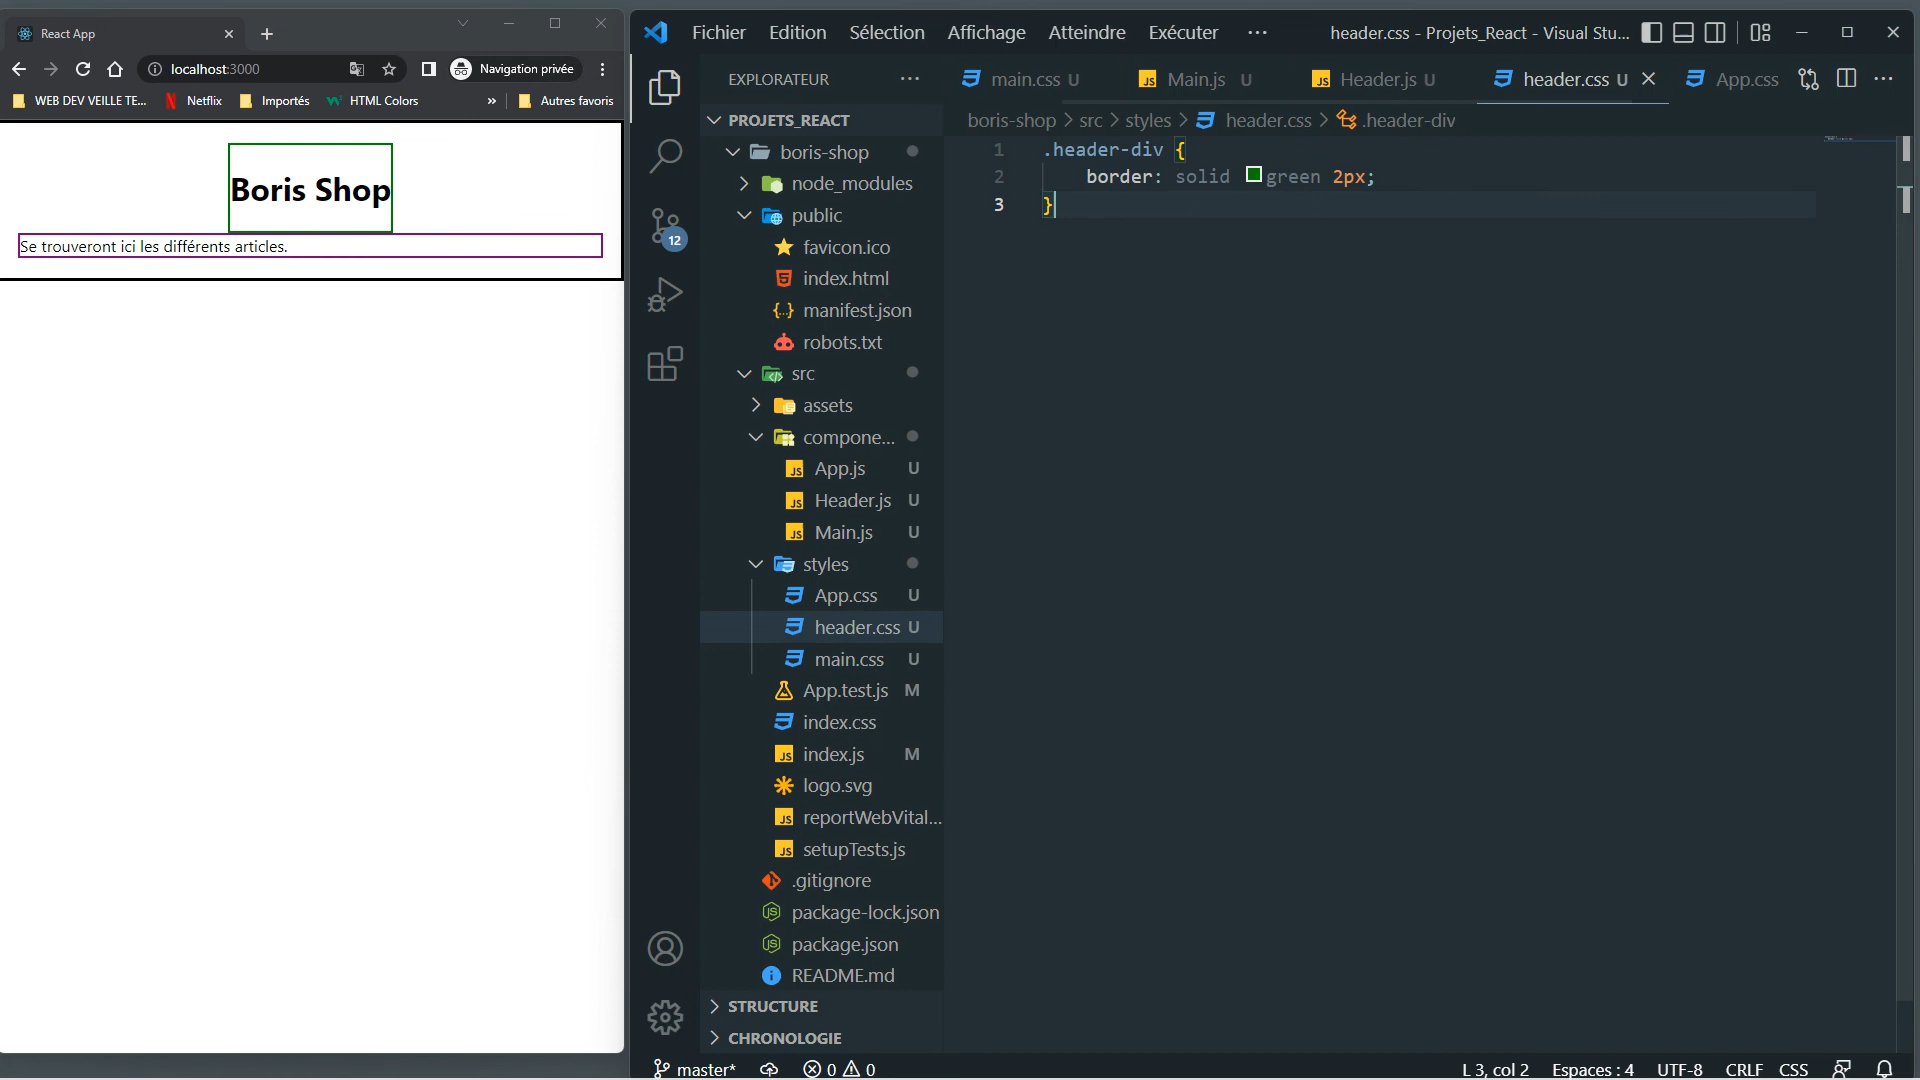 React App
localhost:3000
Navigation privée
WEB DEV VEILLE TE...
Netflix
Importés
HTML Colors
»
Autres favoris
Boris Shop
Se trouveront ici les différents articles.
Fichier
Edition
Sélection
Affichage
Atteindre
Exécuter
...
header.css - Projets_React - Visual Stu...
EXPLORATEUR
...
main.css U
Main.js U
Header.js U
header.css U
App.css
PROJETS_REACT
boris-shop > src > styles > header.css > .header-div
boris-shop
node_modules
public
favicon.ico
index.html
manifest.json
robots.txt
src
assets
compone...
App.js U
Header.js U
Main.js U
styles
App.css U
header.css U
main.css U
App.test.js M
index.css
index.js M
logo.svg
reportWebVital...
setupTests.js
.gitignore
package-lock.json
package.json
README.md
STRUCTURE
CHRONOLOGIE
12
1 .header-div {
2 border: solid green 2px;
3 }
master*
0
0
L 3, col 2
Espaces : 4
UTF-8
CRLF
CSS